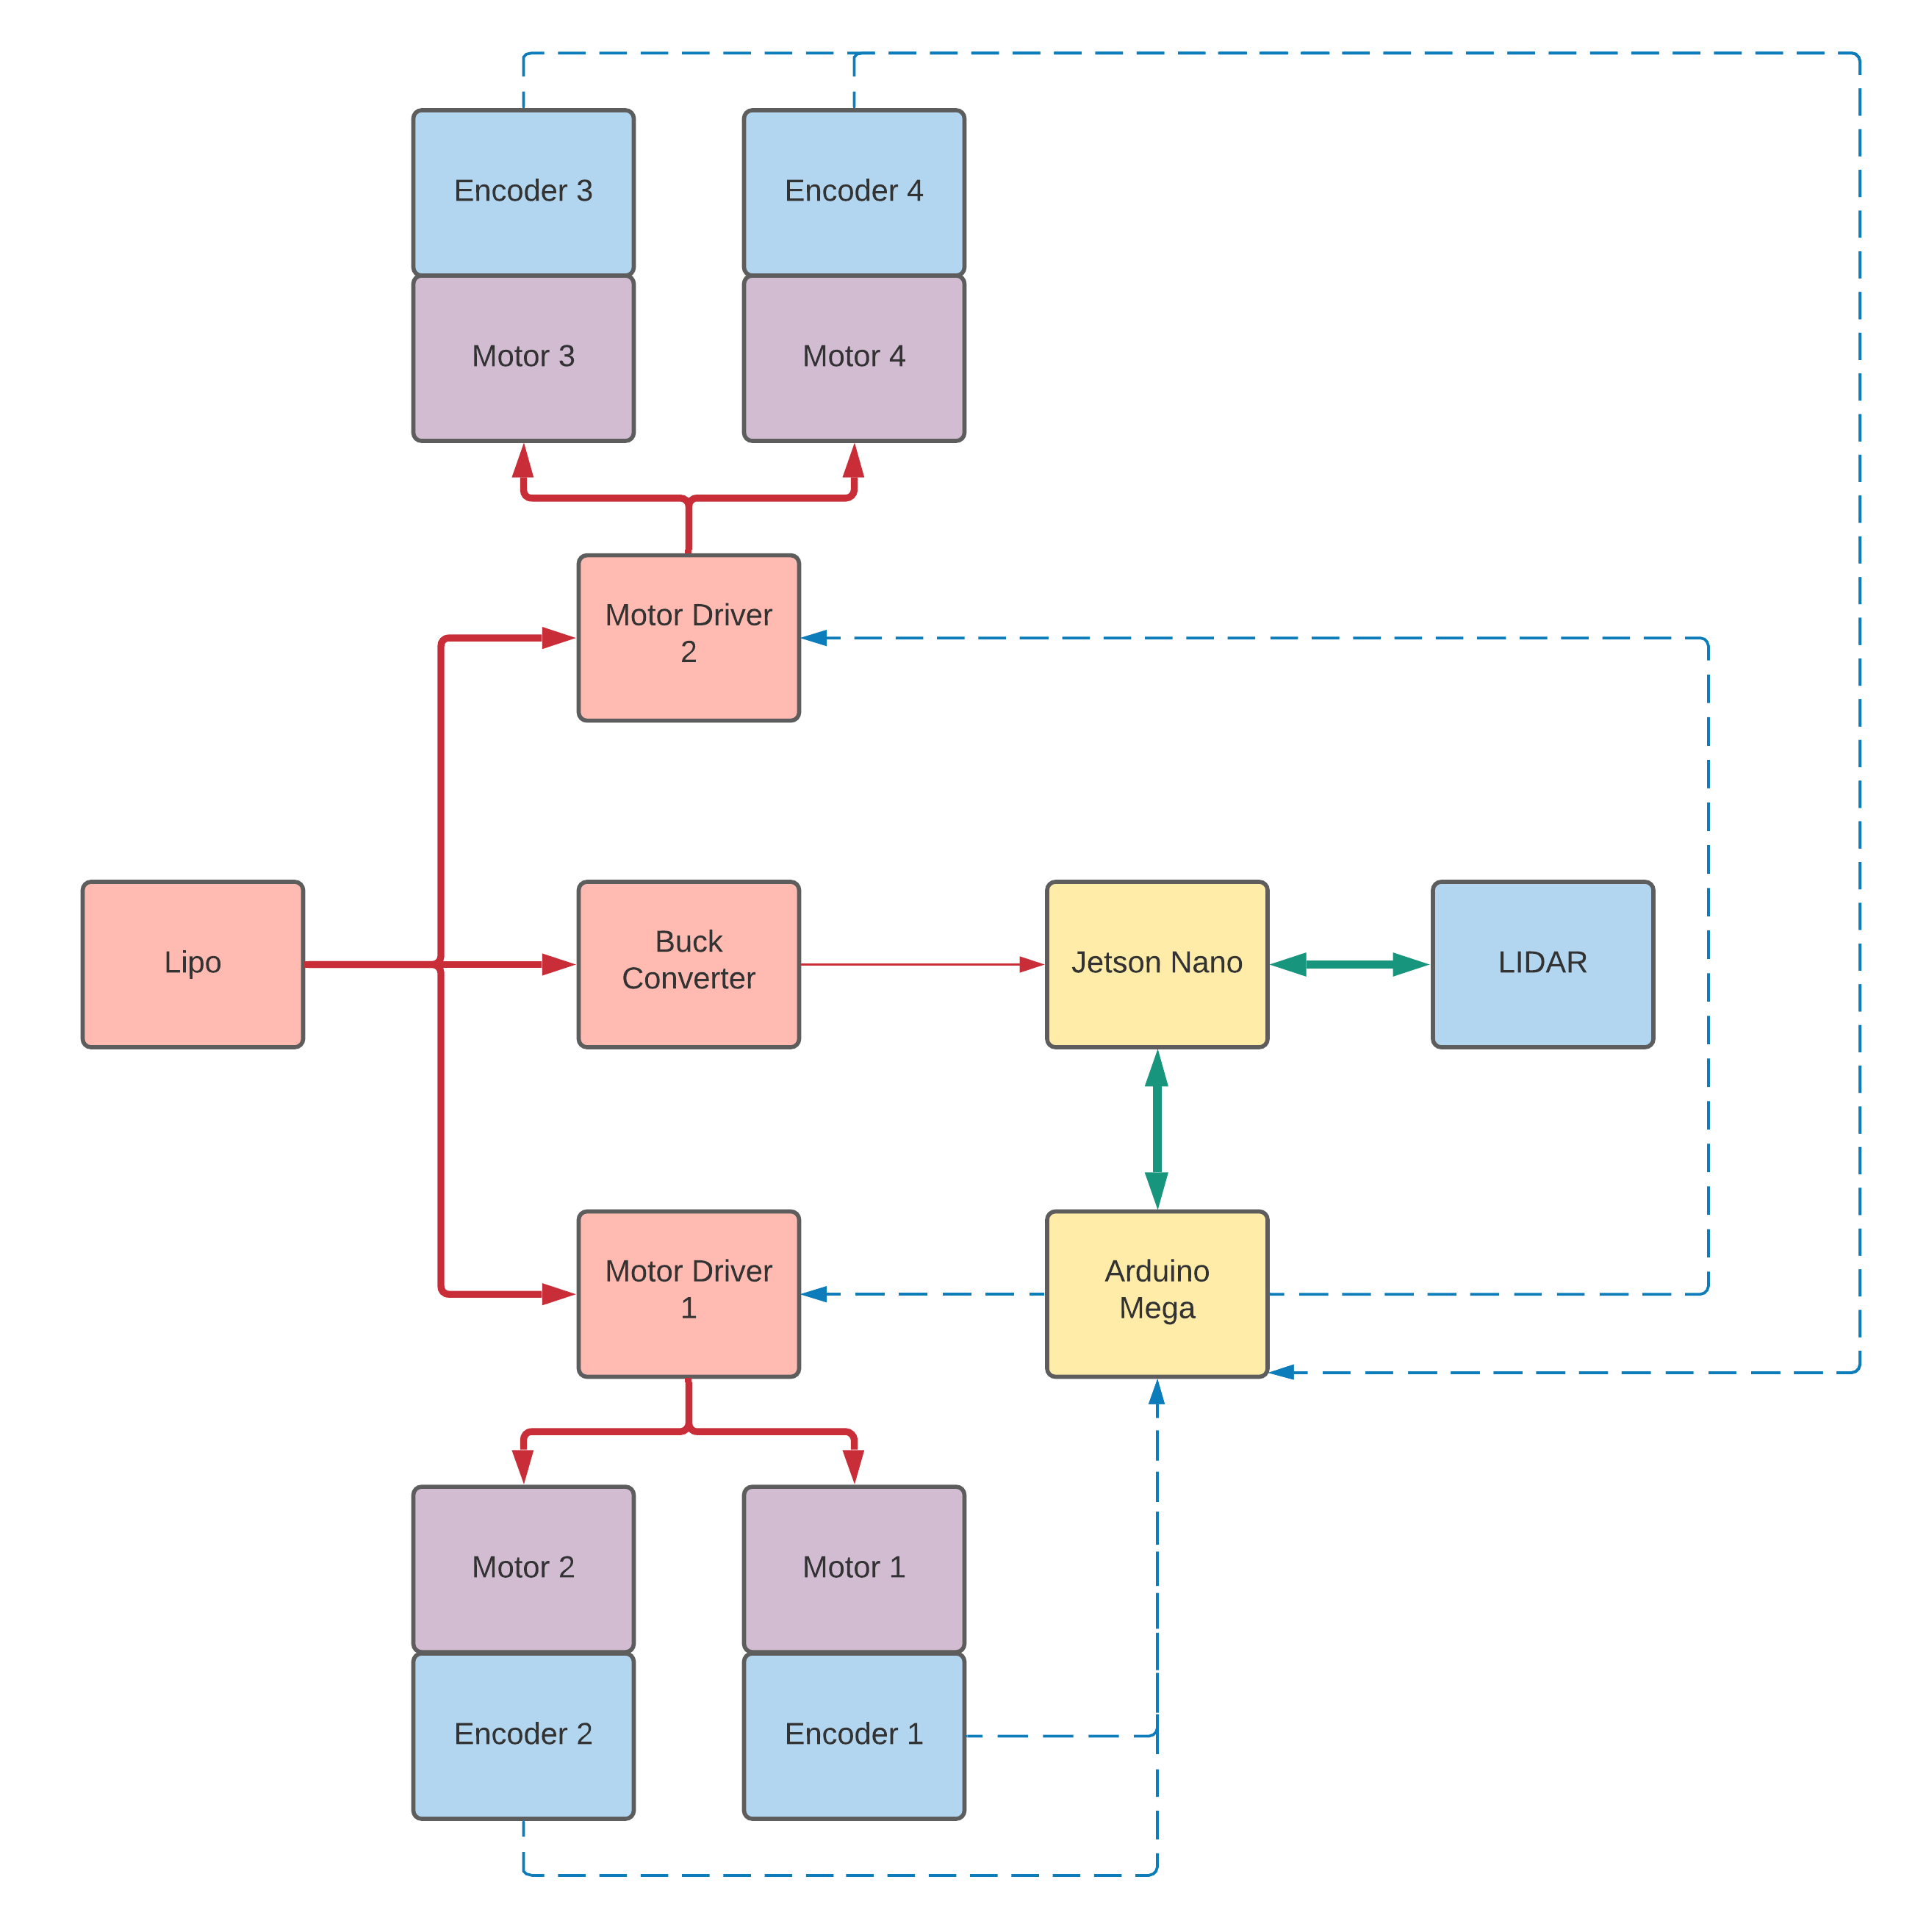 Encoder 3
Encoder 4
Motor 3
Motor 4
Motor Driver
2
Lipo
Buck
Converter
Jetson Nano
LIDAR
Motor Driver
1
Arduino
Mega
Motor 2
Motor 1
Encoder 2
Encoder 1